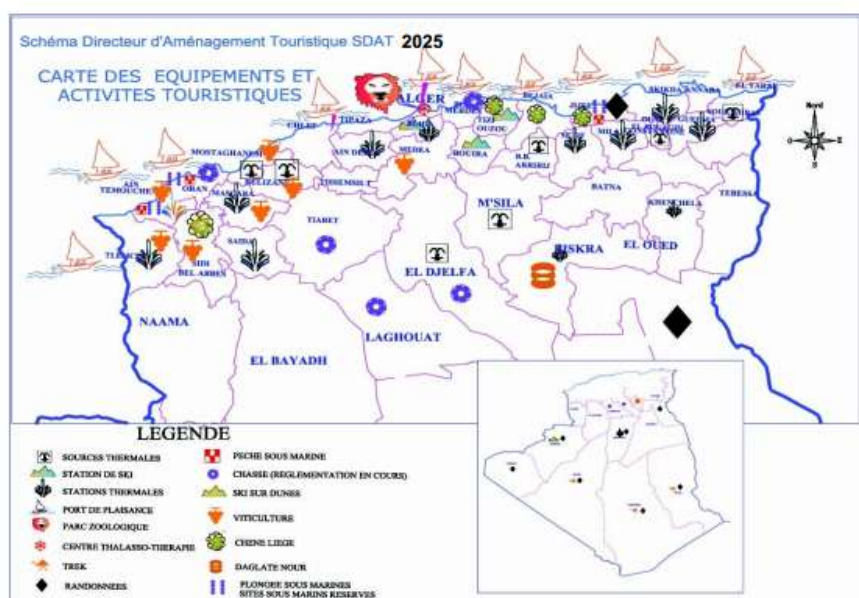 Schéma Directeur d'Aménagement Touristique SDAT 2025
CARTE DES EQUIPEMENTS ET
ACTIVITES TOURISTIQUES
ALGER
BEJAIA
SKIKDA
ANNABA
EL TARF
Nord
CHLEF
TIPAZA
TIZI
OUZOU
GUELMA
MOSTAGHANEM
AIN DEFLA
MEDEA
BOUIRA
B.B.
ARRERIDJ
MILA
AIN
TEMOUCHENT
ORAN
MASCARA
RELIZANE
TISSEMSILT
M'SILA
BATNA
KHENCHELA
TEBESSA
TIARET
TLEMCEN
SIDI
BEL ABBES
SAIDA
BISKRA
EL OUED
EL DJELFA
NAAMA
LAGHOUAT
EL BAYADH
LEGENDE
SOURCES THERMALES
STATION DE SKI
STATIONS THERMALES
PORT DE PLAISANCE
PARC ZOOLOGIQUE
CENTRE THALASSO-THERAPIE
TREK
RANDONNEES
PECHE SOUS MARINE
CHASSE (REGLEMENTATION EN COURS)
SKI SUR DUNES
VITICULTURE
CHENE LIEGE
DAGLATE NOUR
PLONGEE SOUS MARINES
SITES SOUS MARINS RESERVES